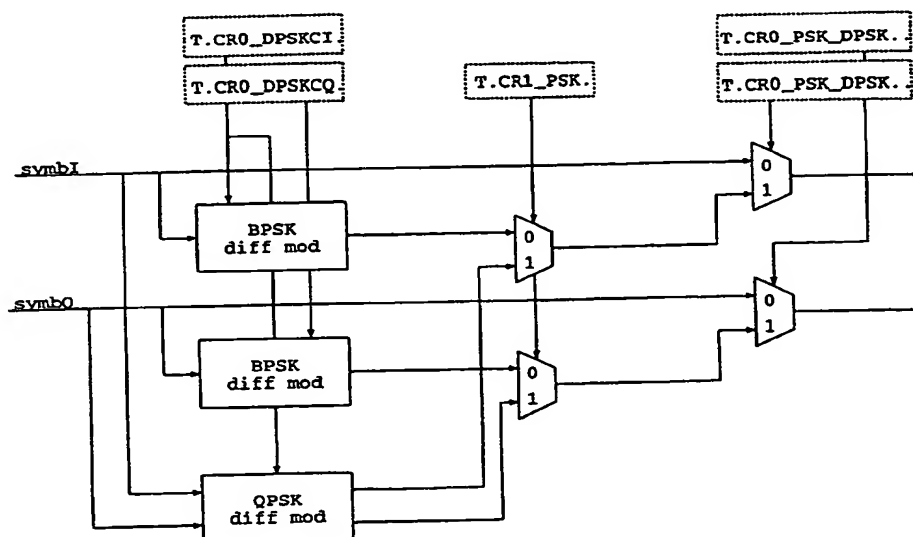 T.CR0_DPSKCI.
T.CR0_DPSKCQ.
T.CR1_PSK.
T.CR0_PSK_DPSK..
T.CR0_PSK_DPSK..
symbI
0
1
BPSK
diff mod
0
1
symbQ
0
1
BPSK
diff mod
0
1
QPSK
diff mod